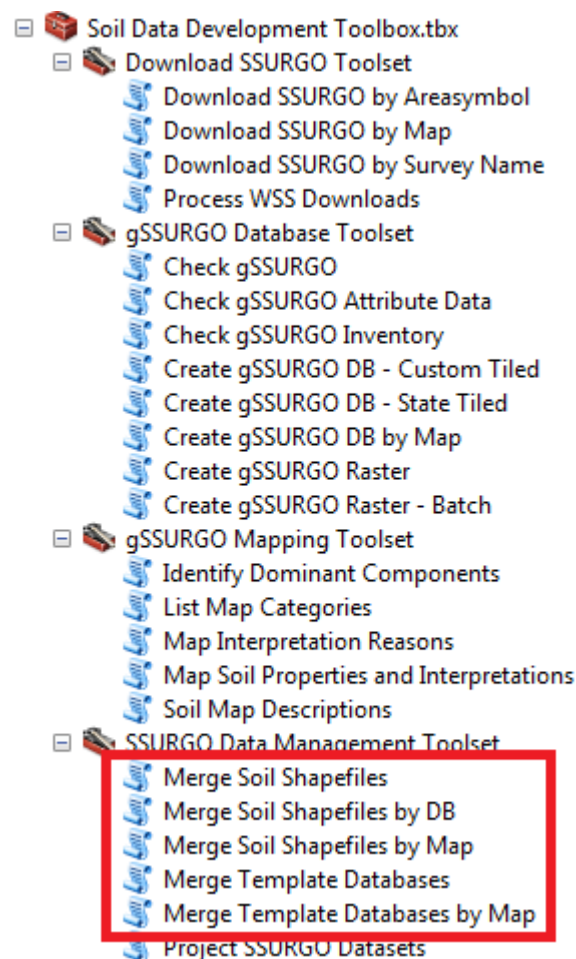 Soil Data Development Toolbox.tbx
Download SSURGO Toolset
Download SSURGO by Areasymbol
Download SSURGO by Map
Download SSURGO by Survey Name
Process WSS Downloads
gSSURGO Database Toolset
Check gSSURGO
Check gSSURGO Attribute Data
Check gSSURGO Inventory
Create gSSURGO DB - Custom Tiled
Create gSSURGO DB - State Tiled
Create gSSURGO DB by Map
Create gSSURGO Raster
Create gSSURGO Raster - Batch
gSSURGO Mapping Toolset
Identify Dominant Components
List Map Categories
Map Interpretation Reasons
Map Soil Properties and Interpretations
Soil Map Descriptions
SSURGO Data Management Toolset
Merge Soil Shapefiles
Merge Soil Shapefiles by DB
Merge Soil Shapefiles by Map
Merge Template Databases
Merge Template Databases by Map
Project SSURGO Datasets